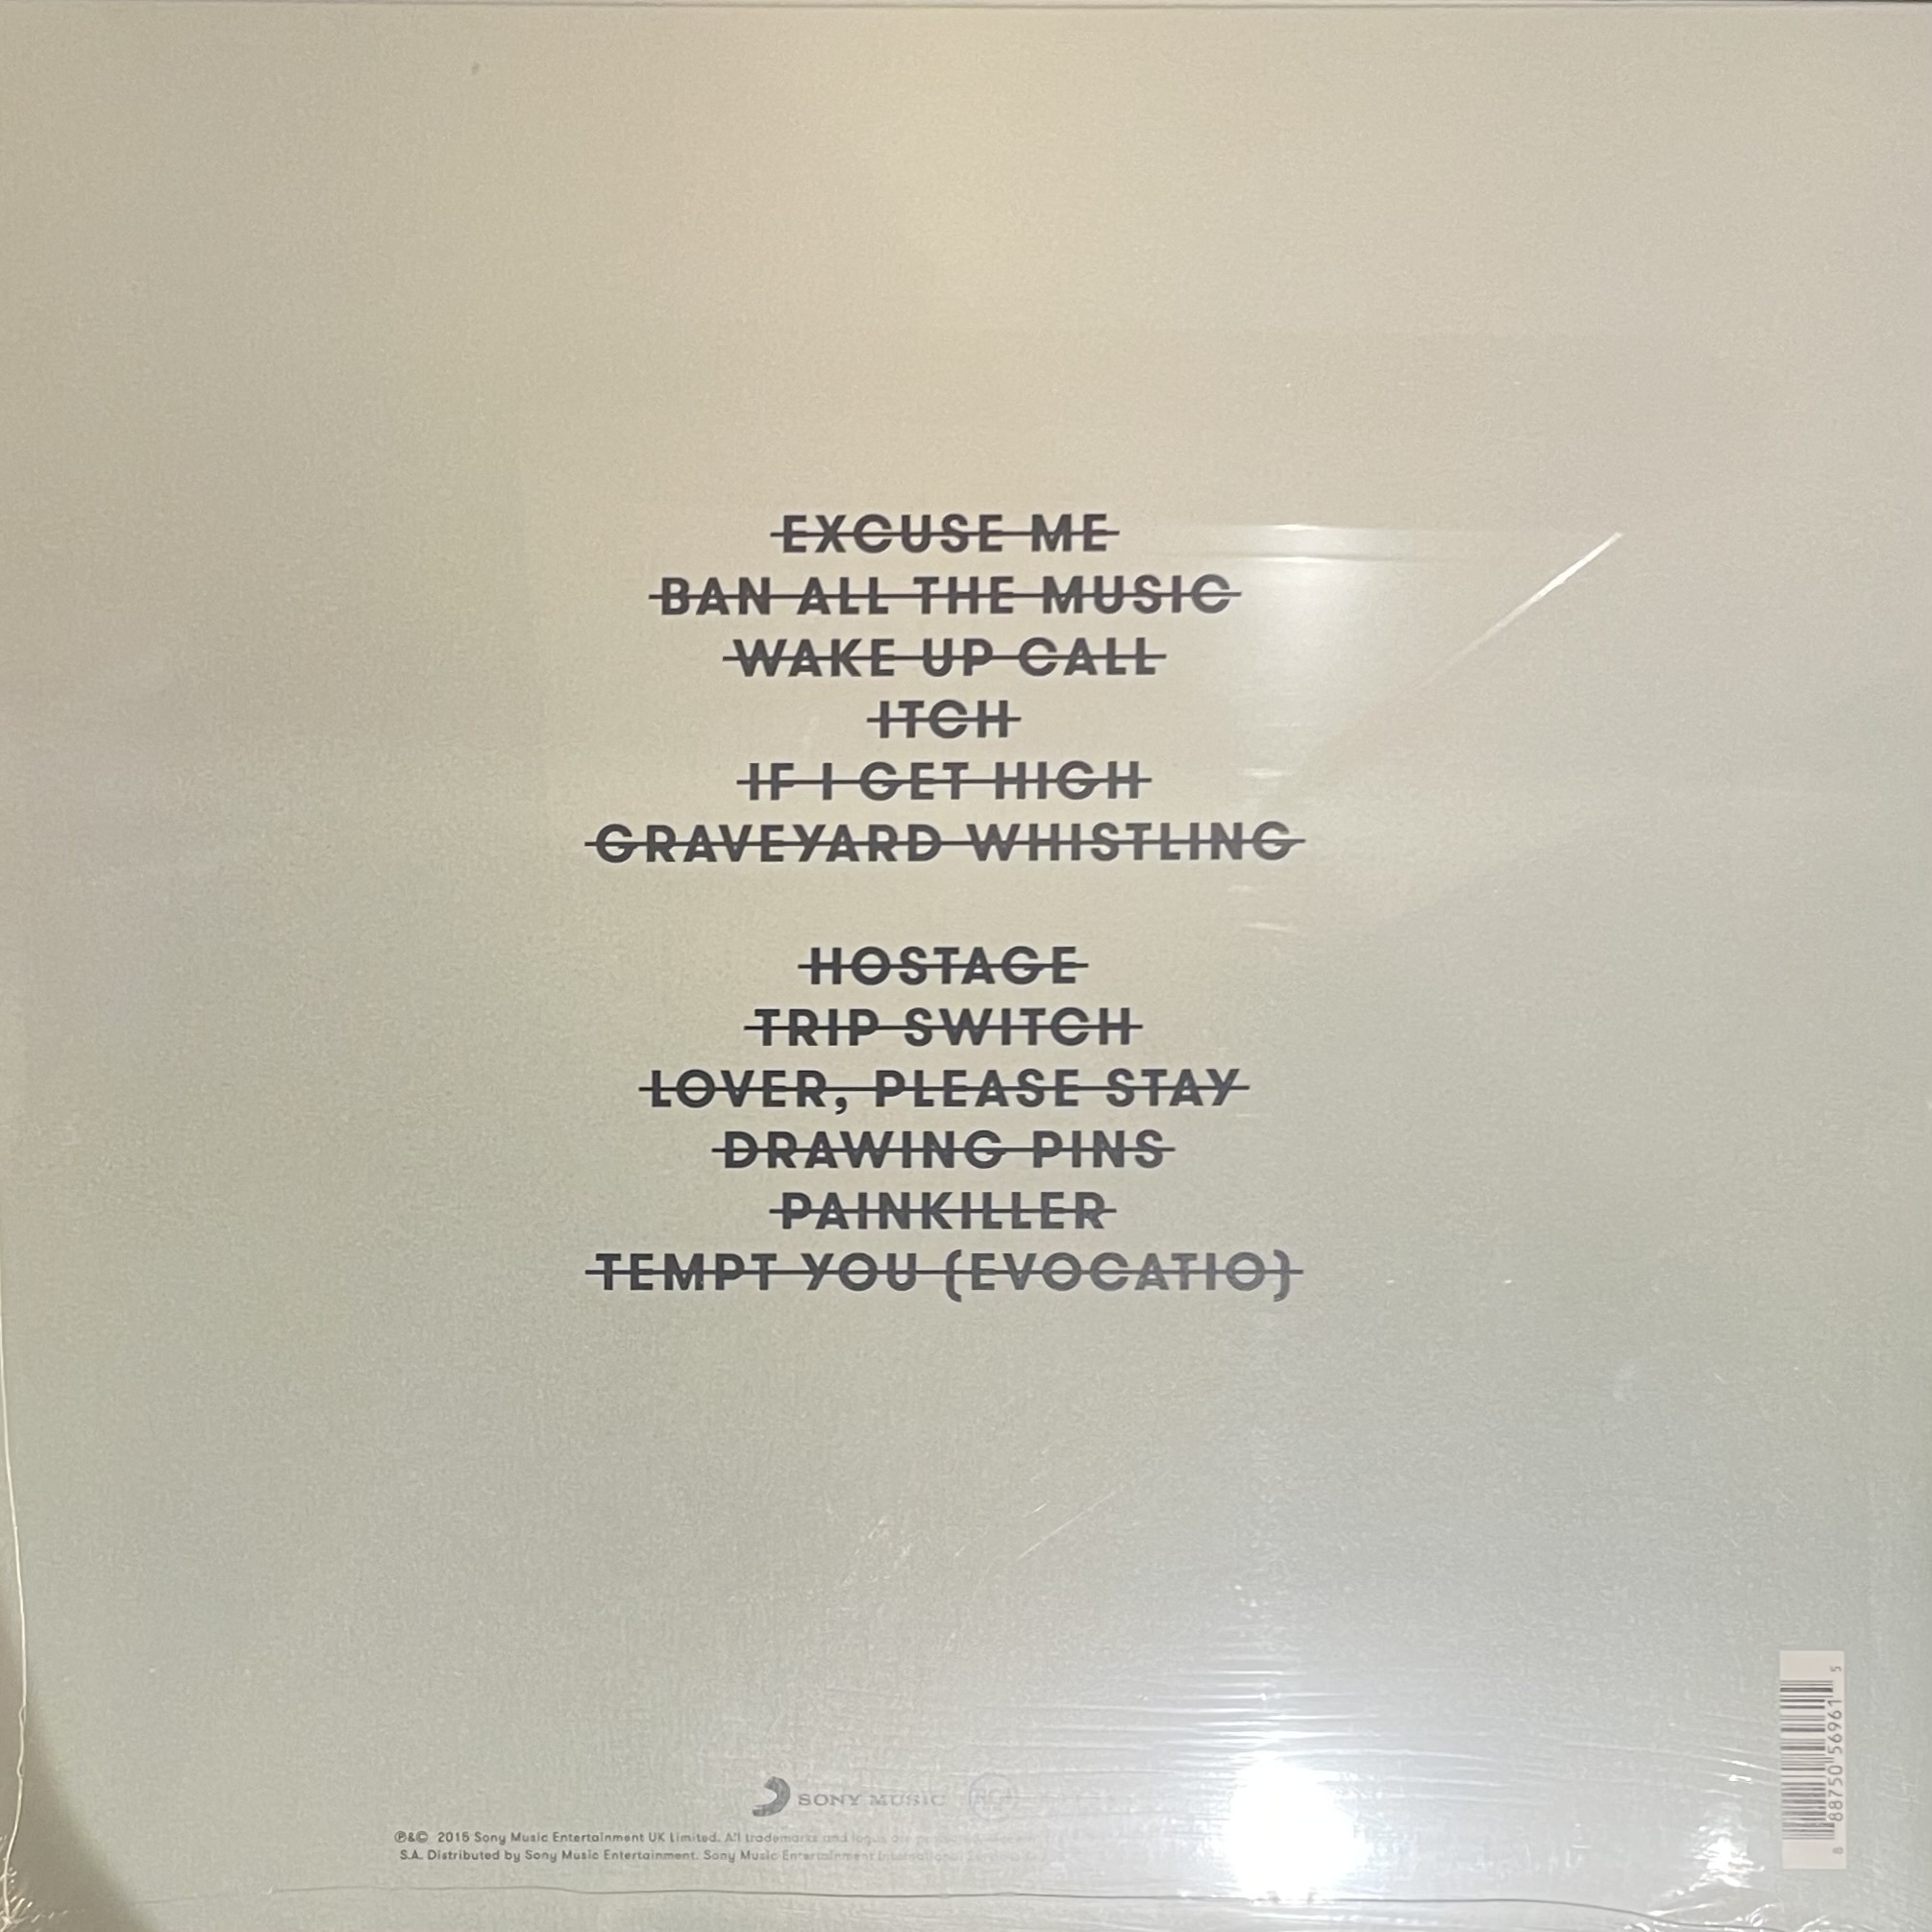 EXCUSE ME
BAN ALL THE MUSIC
WAKE UP CALL
ITCH
IF I GET HIGH
GRAVEYARD WHISTLING
HOSTAGE
TRIP SWITCH
LOVER, PLEASE STAY
DRAWING PINS
PAINKILLER
TEMPT YOU (EVOCATIO)
SONY MUSIC
℗&© 2015 Sony Music Entertainment UK Limited. All trademarks and logos are
S.A. Distributed by Sony Music Entertainment. Sony Music Entertainment International
8 88750 56961 5